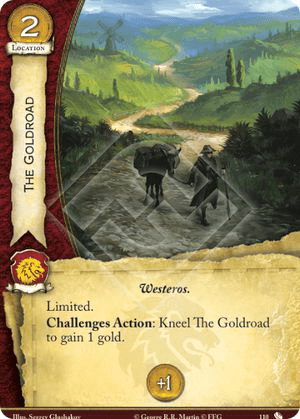 2
Location
The Goldroad
Westeros.
Limited.
Challenges Action: Kneel The Goldroad
to gain 1 gold.
+1
Illus. Sergey Glushakov
© George R.R. Martin © FFG
118